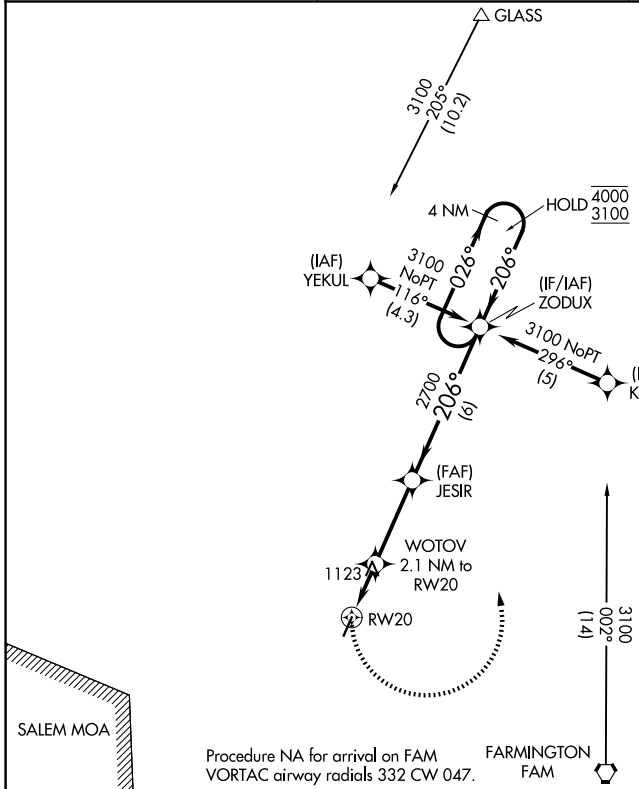 GLASS
3100
205°
(10.2)
4 NM
HOLD
4000
3100
(IAF)
YEKUL
3100
NoPT
116°
(4.3)
026°
206°
(IF/IAF)
ZODUX
3100 NoPT
296°
(5)
2700
206°
(6)
(FAF)
JESIR
WOTOV
2.1 NM to
RW20
1123
RW20
3100
002°
(14)
SALEM MOA
Procedure NA for arrival on FAM
VORTAC airway radials 332 CW 047.
FARMINGTON
FAM